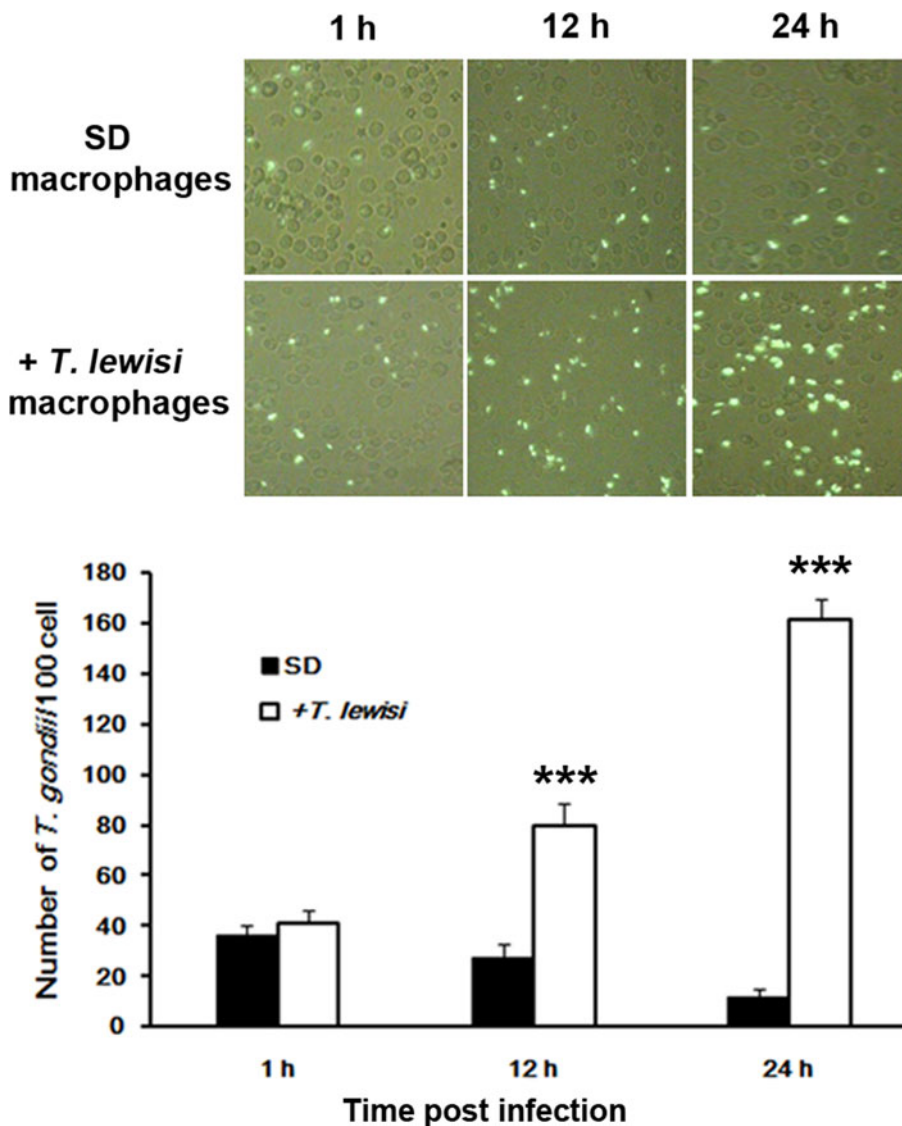 1 h 12 h 24 h
SD
macrophages
+ T. lewisi
macrophages
180
160
140
120
100
80
60
40
20
0
Number of T. gondii/100 cell
SD
+T. lewisi
***
***
1 h 12 h 24 h
Time post infection